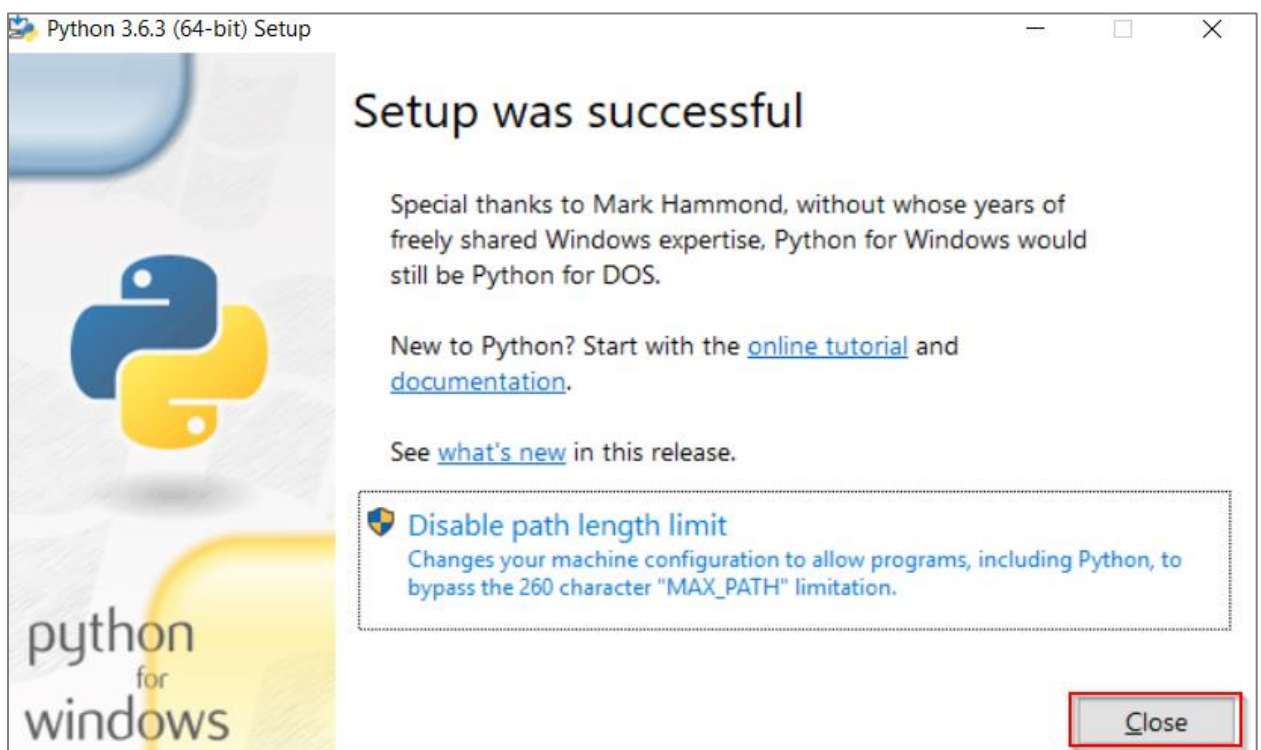 Python 3.6.3 (64-bit) Setup
Setup was successful
Special thanks to Mark Hammond, without whose years of
freely shared Windows expertise, Python for Windows would
still be Python for DOS.
New to Python? Start with the online tutorial and
documentation.
See what's new in this release.
Disable path length limit
Changes your machine configuration to allow programs, including Python, to
bypass the 260 character "MAX_PATH" limitation.
python
for
windows
Close